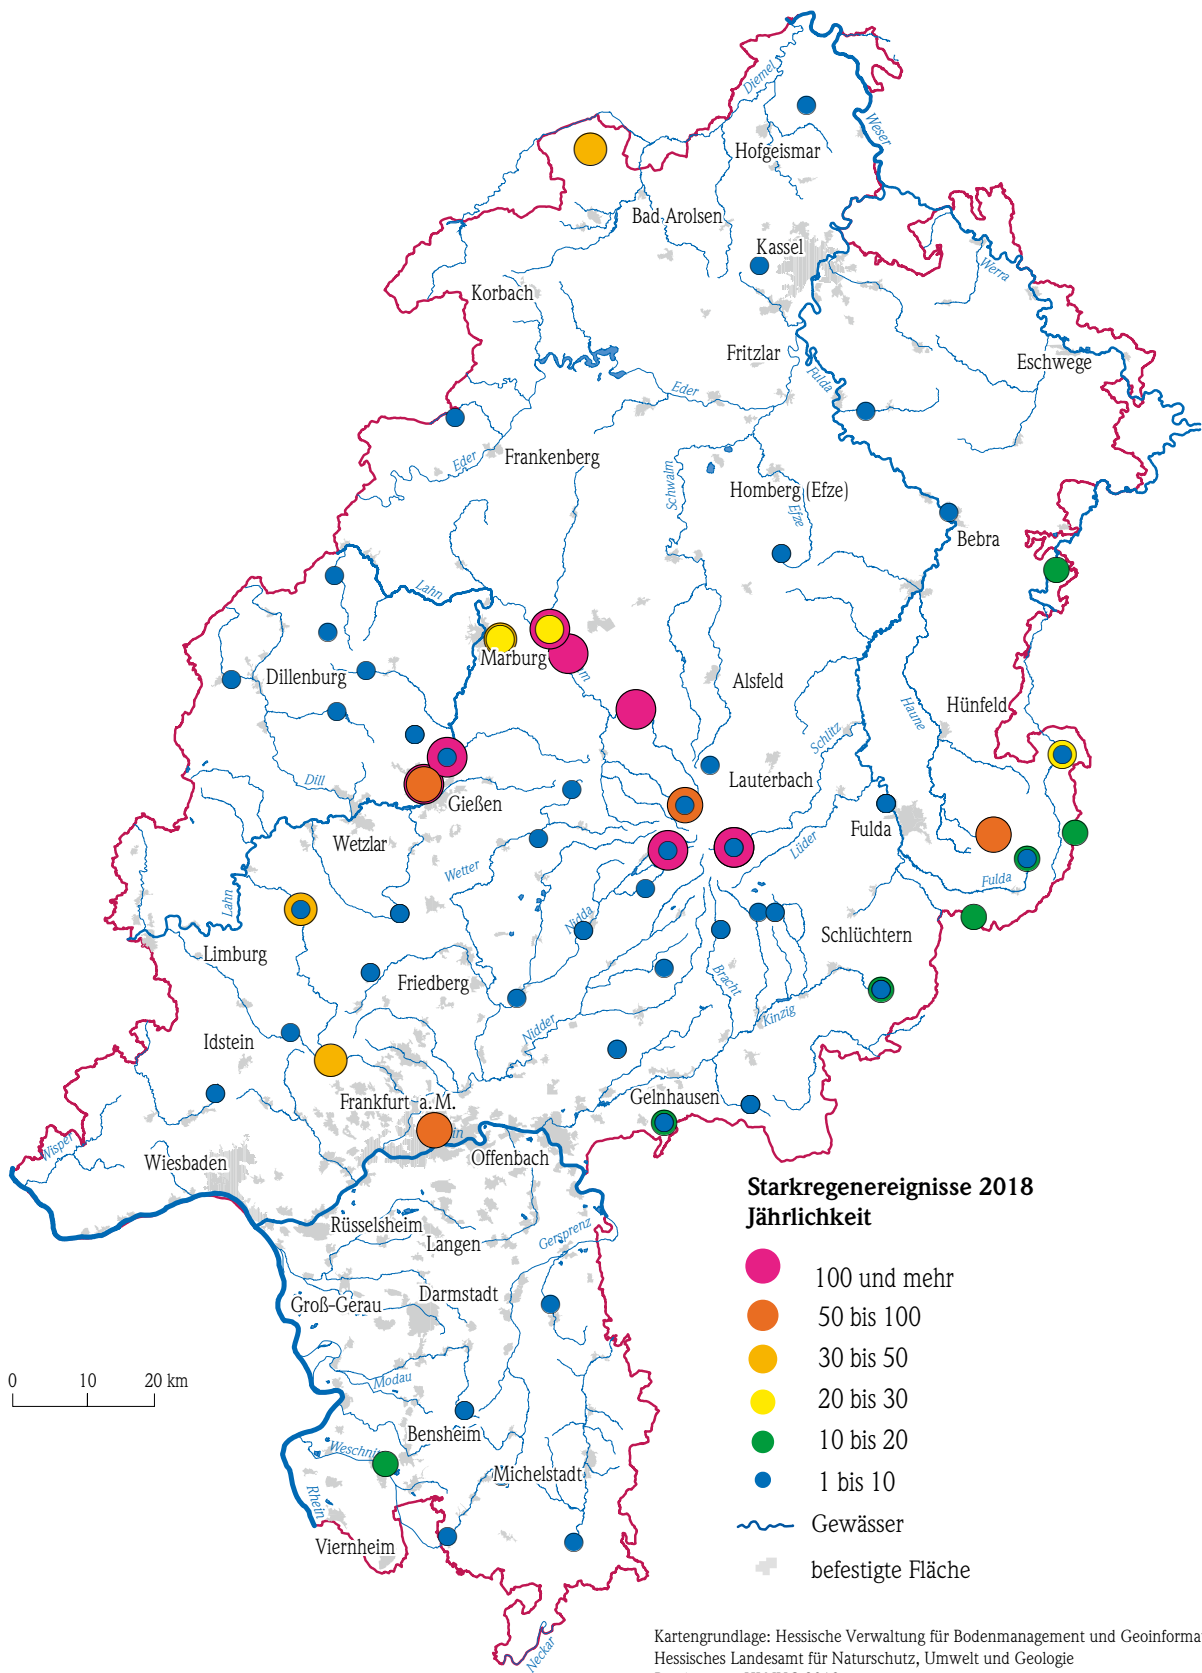 Diemel
Weser
Hofgeismar
Bad Arolsen
Kassel
Werra
Korbach
Fritzlar
Eschwege
Eder
Fulda
Eder
Frankenberg
Schwalm
Homberg (Efze)
Efze
Bebra
Lahn
Marburg
Dillenburg
Alsfeld
Haune
Hünfeld
Schlitz
Lauterbach
Dill
Gießen
Wetzlar
Fulda
Lüder
Wetter
Fulda
Lahn
Nidda
Limburg
Schlüchtern
Friedberg
Bracht
Kinzig
Nidder
Idstein
Frankfurt a. M.
Gelnhausen
Wisper
Wiesbaden
Offenbach
Rüsselsheim
Langen
Gersprenz
Groß-Gerau
Darmstadt
Modau
Bensheim
Weschnitz
Michelstadt
Rhein
Viernheim
Neckar
Starkregenereignisse 2018
Jährlichkeit
100 und mehr
50 bis 100
30 bis 50
20 bis 30
10 bis 20
1 bis 10
Gewässer
befestigte Fläche
0 10 20 km
Kartengrundlage: Hessische Verwaltung für Bodenmanagement und Geoinforma
Hessisches Landesamt für Naturschutz, Umwelt und Geologie